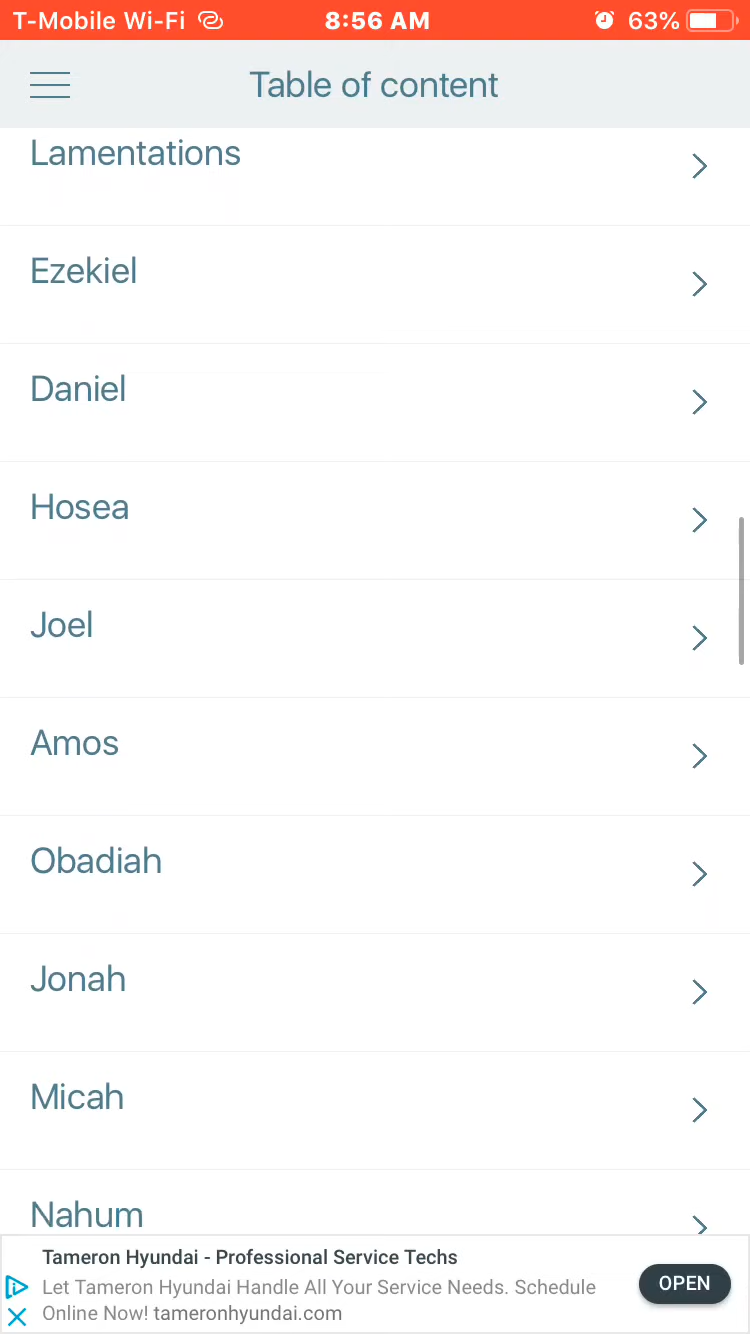 T-Mobile Wi-Fi 8:56 AM 63%
Table of content
Lamentations
Ezekiel
Daniel
Hosea
Joel
Amos
Obadiah
Jonah
Micah
Nahum
Tameron Hyundai - Professional Service Techs
Let Tameron Hyundai Handle All Your Service Needs. Schedule
Online Now! tameronhyundai.com
OPEN